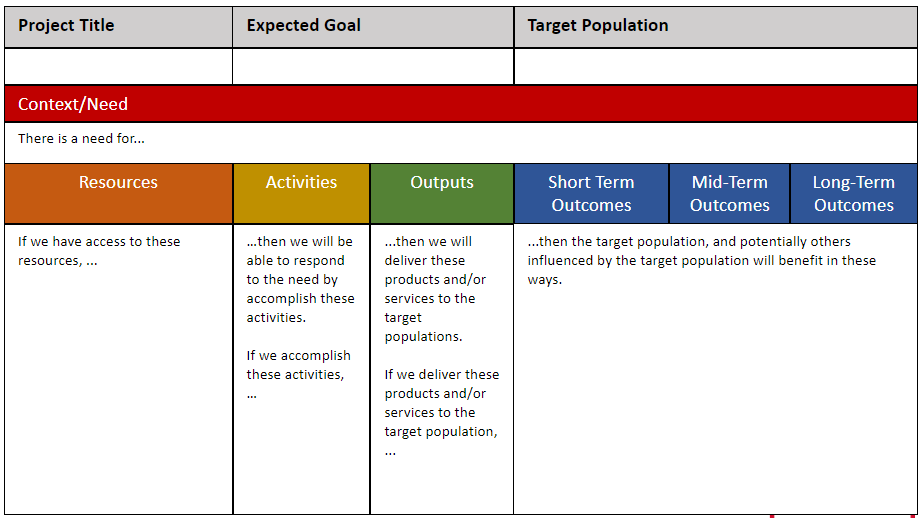 Project Title
Expected Goal
Target Population
Context/Need
There is a need for...
Resources
Activities
Outputs
Short Term
Outcomes
Mid-Term
Outcomes
Long-Term
Outcomes
If we have access to these
resources, ...
...then we will be
able to respond
to the need by
accomplish these
activities.
If we accomplish
these activities,
...
...then we will
deliver these
products and/or
services to the
target
populations.
If we deliver these
products and/or
services to the
target population,
...
...then the target population, and potentially others
influenced by the target population will benefit in these
ways.